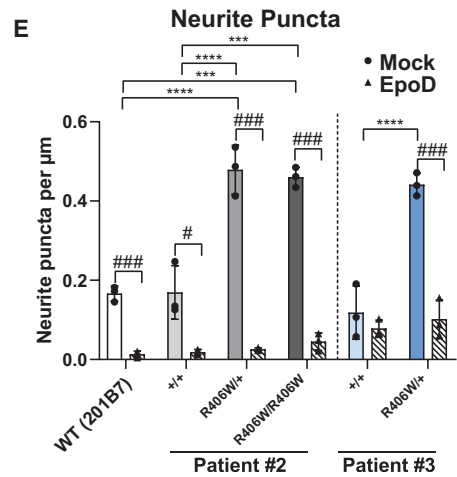 E
Neurite Puncta
***
****
***
****
Mock
EpoD
Neurite puncta per µm
0.6
0.4
0.2
0.0
###
#
###
###
****
###
WT (201B7)
+/+
R406W/+
R406W/R406W
+/+
R406W/+
Patient #2
Patient #3